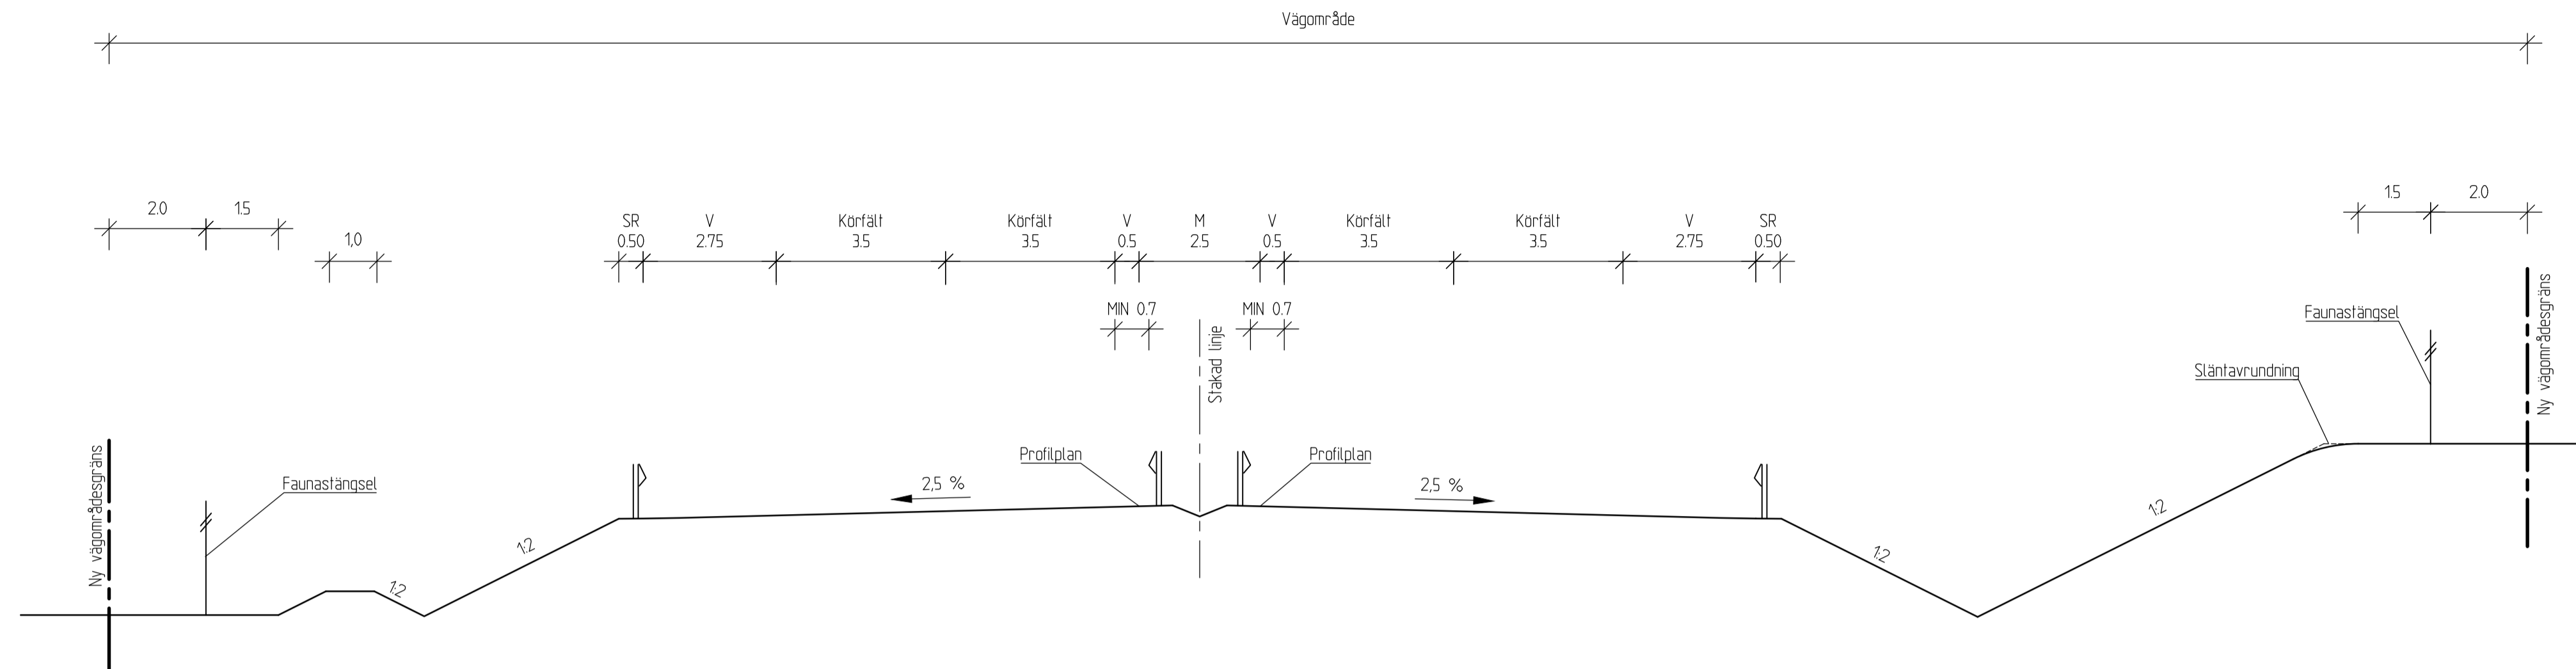 Vägområde
2.0
1.5
1.5
2.0
SR
V
Körfält
Körfält
V
M
V
Körfält
Körfält
V
SR
1,0
0.50
2.75
3.5
3.5
0.5
2.5
0.5
3.5
3.5
2.75
0.50
MIN 0.7
MIN 0.7
Stakad linje
Faunastängsel
Ny vägområdesgräns
Släntavrundning
Profilplan
Profilplan
Ny vägområdesgräns
Faunastängsel
2,5 %
2,5 %
1:2
1:2
1:2
1:2